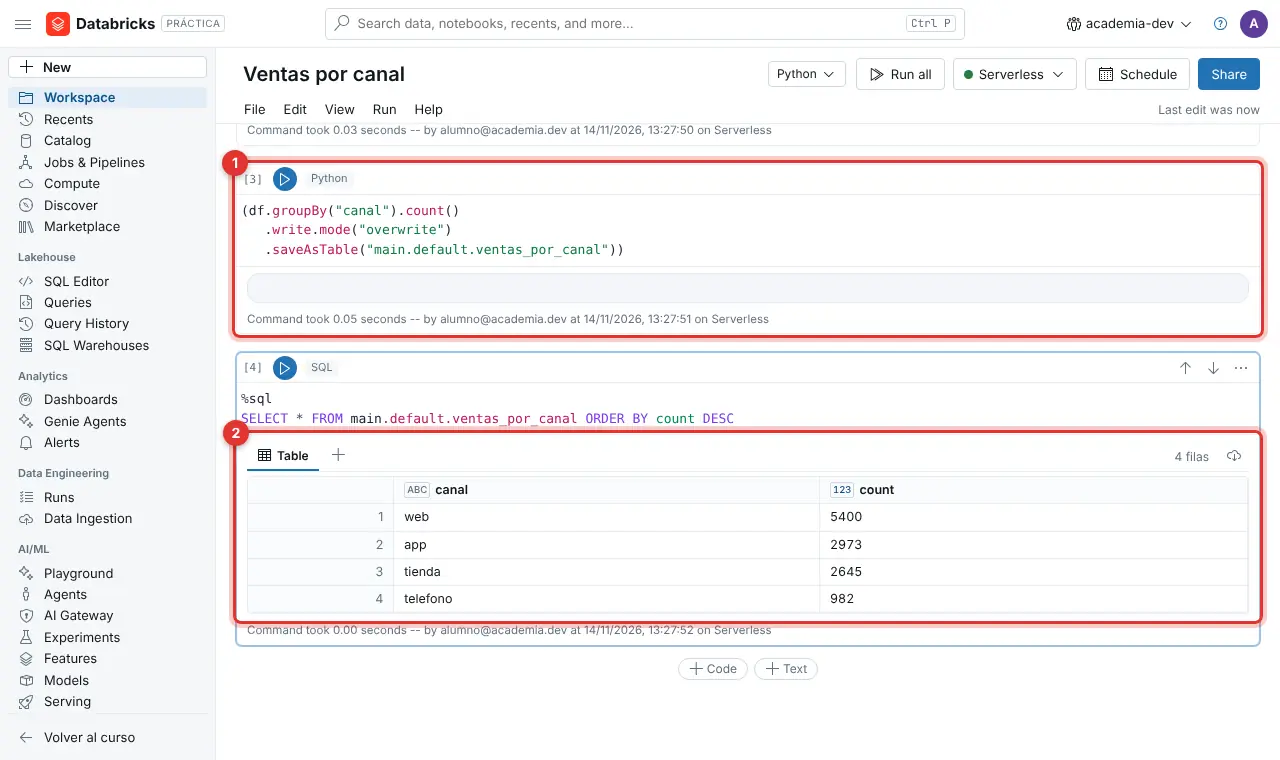 Databricks PRÁCTICA
Search data, notebooks, recents, and more... Ctrl P
academia-dev
?
A
New
Workspace
Recents
Catalog
Jobs & Pipelines
Compute
Discover
Marketplace
Lakehouse
SQL Editor
Queries
Query History
SQL Warehouses
Analytics
Dashboards
Genie Agents
Alerts
Data Engineering
Runs
Data Ingestion
AI/ML
Playground
Agents
AI Gateway
Experiments
Features
Models
Serving
Volver al curso
Ventas por canal
Python
Run all
Serverless
Schedule
Share
File Edit View Run Help
Last edit was now
Command took 0.03 seconds -- by alumno@academia.dev at 14/11/2026, 13:27:50 on Serverless
1
[3] Python
(df.groupBy("canal").count()
.write.mode("overwrite")
.saveAsTable("main.default.ventas_por_canal"))
Command took 0.05 seconds -- by alumno@academia.dev at 14/11/2026, 13:27:51 on Serverless
[4] SQL
%sql
SELECT * FROM main.default.ventas_por_canal ORDER BY count DESC
2
Table
4 filas
ABC canal 123 count
1 web 5400
2 app 2973
3 tienda 2645
4 telefono 982
Command took 0.00 seconds -- by alumno@academia.dev at 14/11/2026, 13:27:52 on Serverless
Code
Text